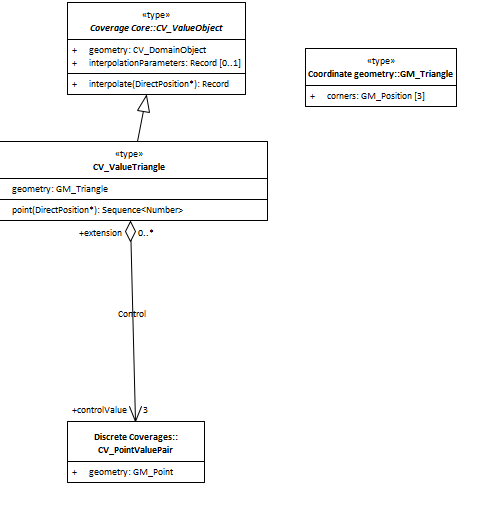 «type»
Coverage Core::CV_ValueObject
+ geometry: CV_DomainObject
+ interpolationParameters: Record [0..1]
+ interpolate(DirectPosition*): Record
«type»
Coordinate geometry::GM_Triangle
+ corners: GM_Position [3]
«type»
CV_ValueTriangle
geometry: GM_Triangle
point(DirectPosition*): Sequence<Number>
+extension 0..*
Control
+controlValue 3
Discrete Coverages::
CV_PointValuePair
+ geometry: GM_Point